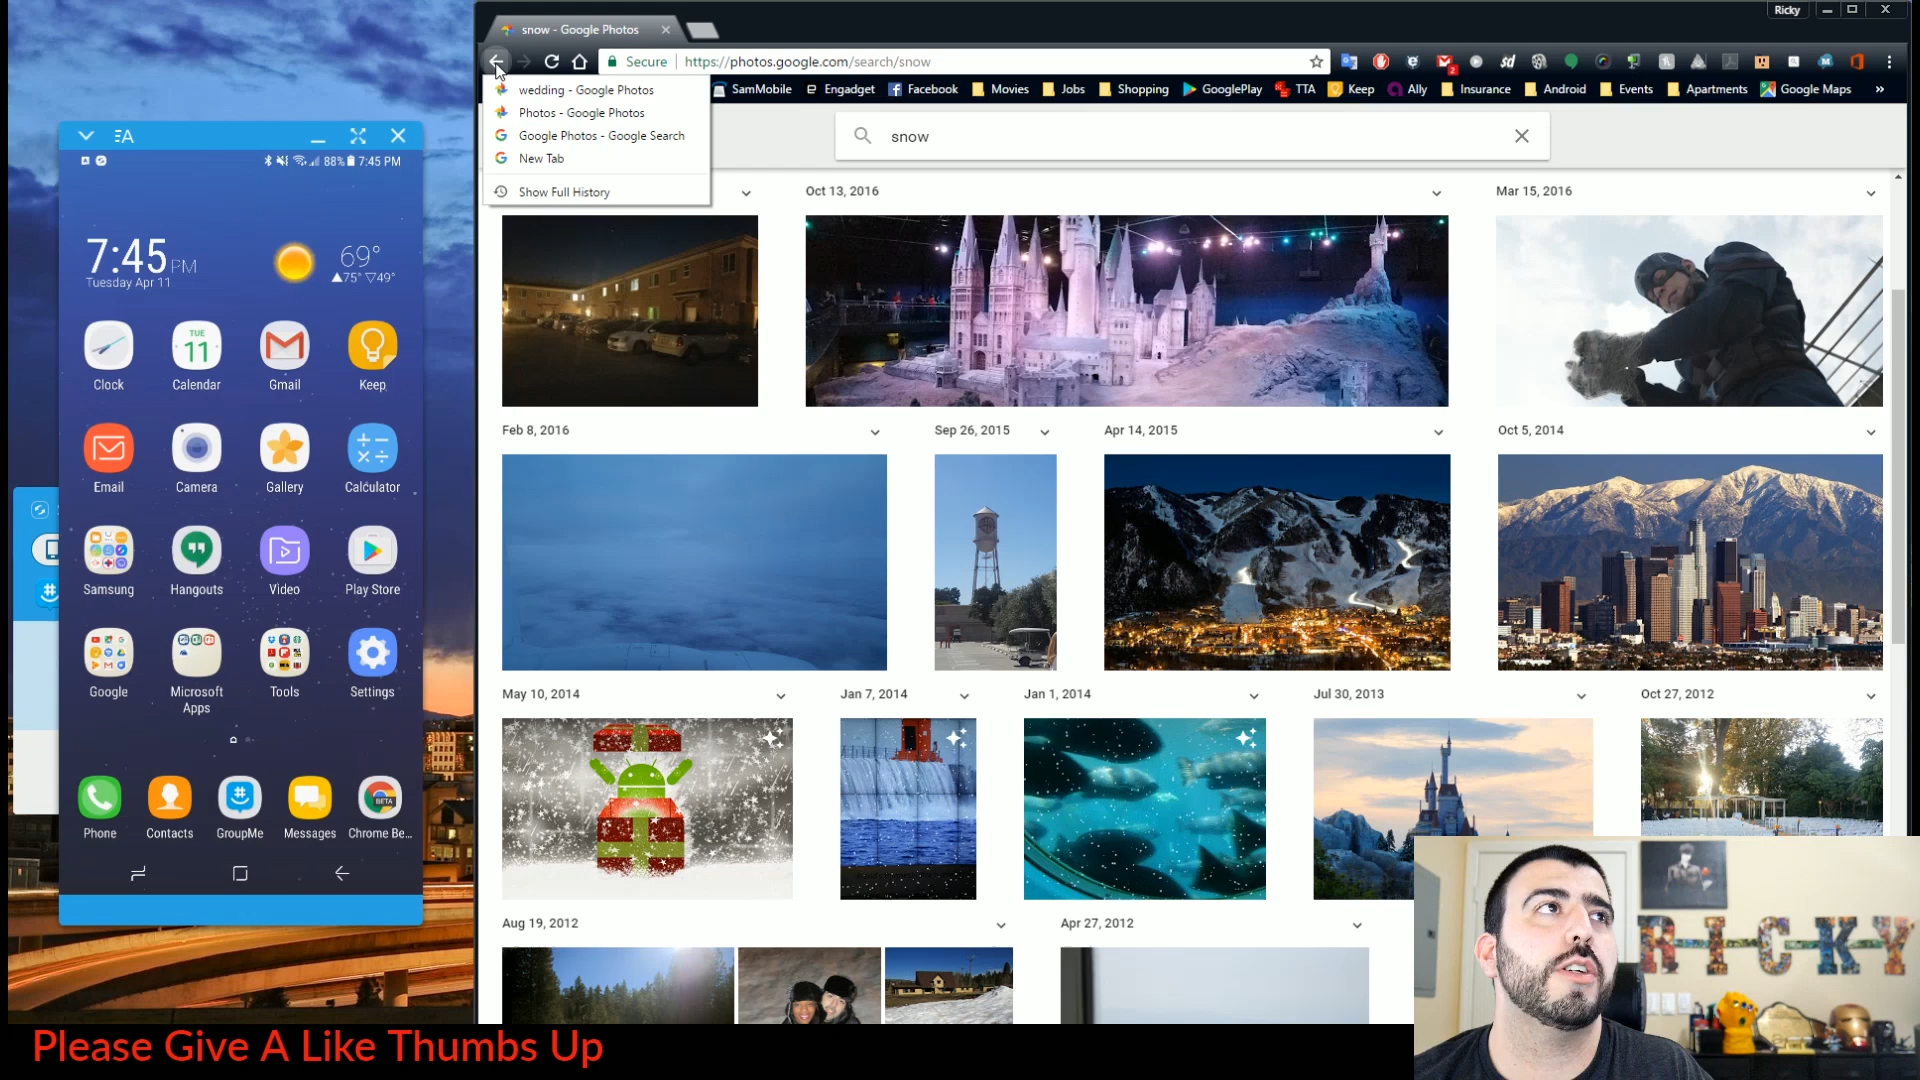 Ricky
snow - Google Photos
Secure
https://photos.google.com/search/snow
wedding - Google Photos
Photos - Google Photos
Google Photos - Google Search
New Tab
Show Full History
SamMobile
Engadget
Facebook
Movies
Jobs
Shopping
GooglePlay
TTA
Keep
Ally
Insurance
Android
Events
Apartments
Google Maps
»
snow
88% 7:45 PM
7:45 PM
Tuesday Apr 11
69°
▲75° ▽49°
TUE
11
Clock
Calendar
Gmail
Keep
Email
Camera
Gallery
Calculator
Samsung
Hangouts
Video
Play Store
Google
Microsoft Apps
Tools
Settings
BETA
Phone
Contacts
GroupMe
Messages
Chrome Be...
Oct 13, 2016
Mar 15, 2016
Feb 8, 2016
Sep 26, 2015
Apr 14, 2015
Oct 5, 2014
May 10, 2014
Jan 7, 2014
Jan 1, 2014
Jul 30, 2013
Oct 27, 2012
Aug 19, 2012
Apr 27, 2012
RICKY
Please Give A Like Thumbs Up